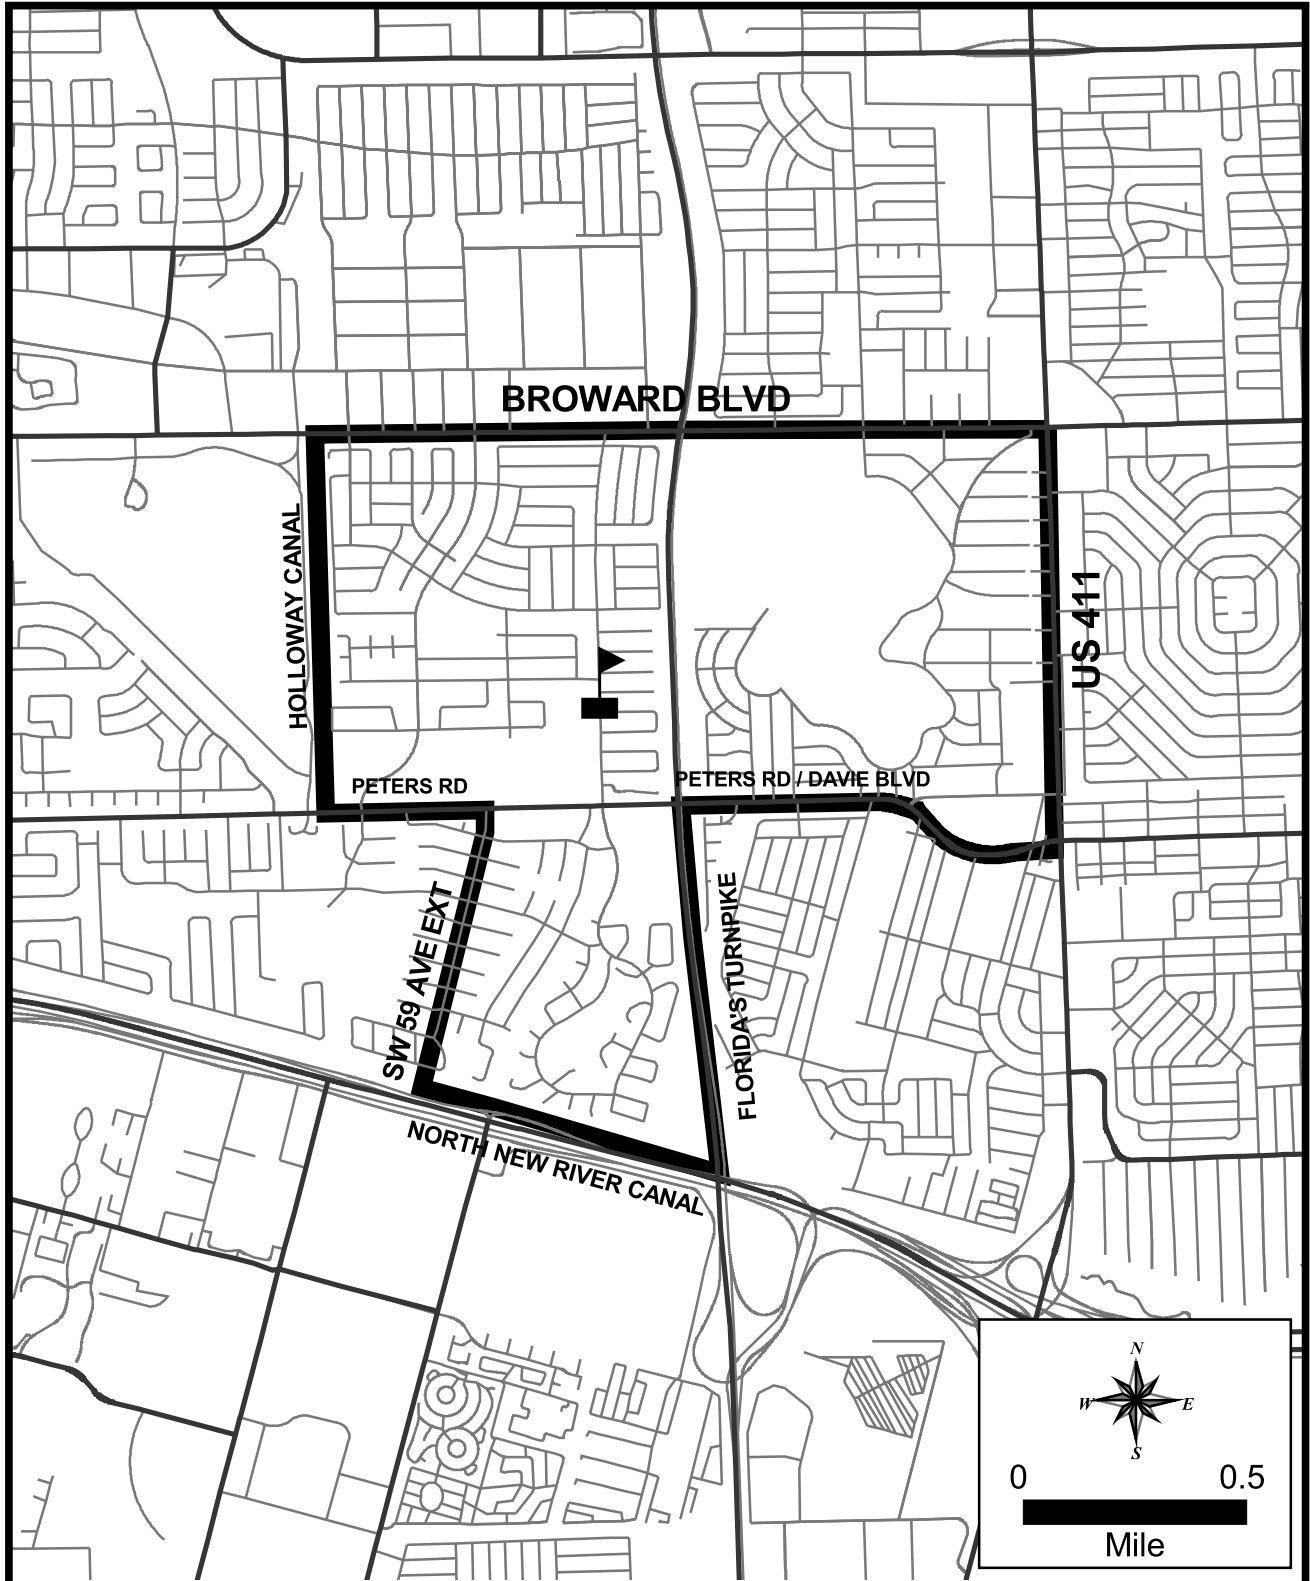 BROWARD BLVD
HOLLOWAY CANAL
US 411
PETERS RD
PETERS RD / DAVIE BLVD
SW 59 AVE EXT
FLORIDA'S TURNPIKE
NORTH NEW RIVER CANAL
N
W E
S
0 0.5
Mile